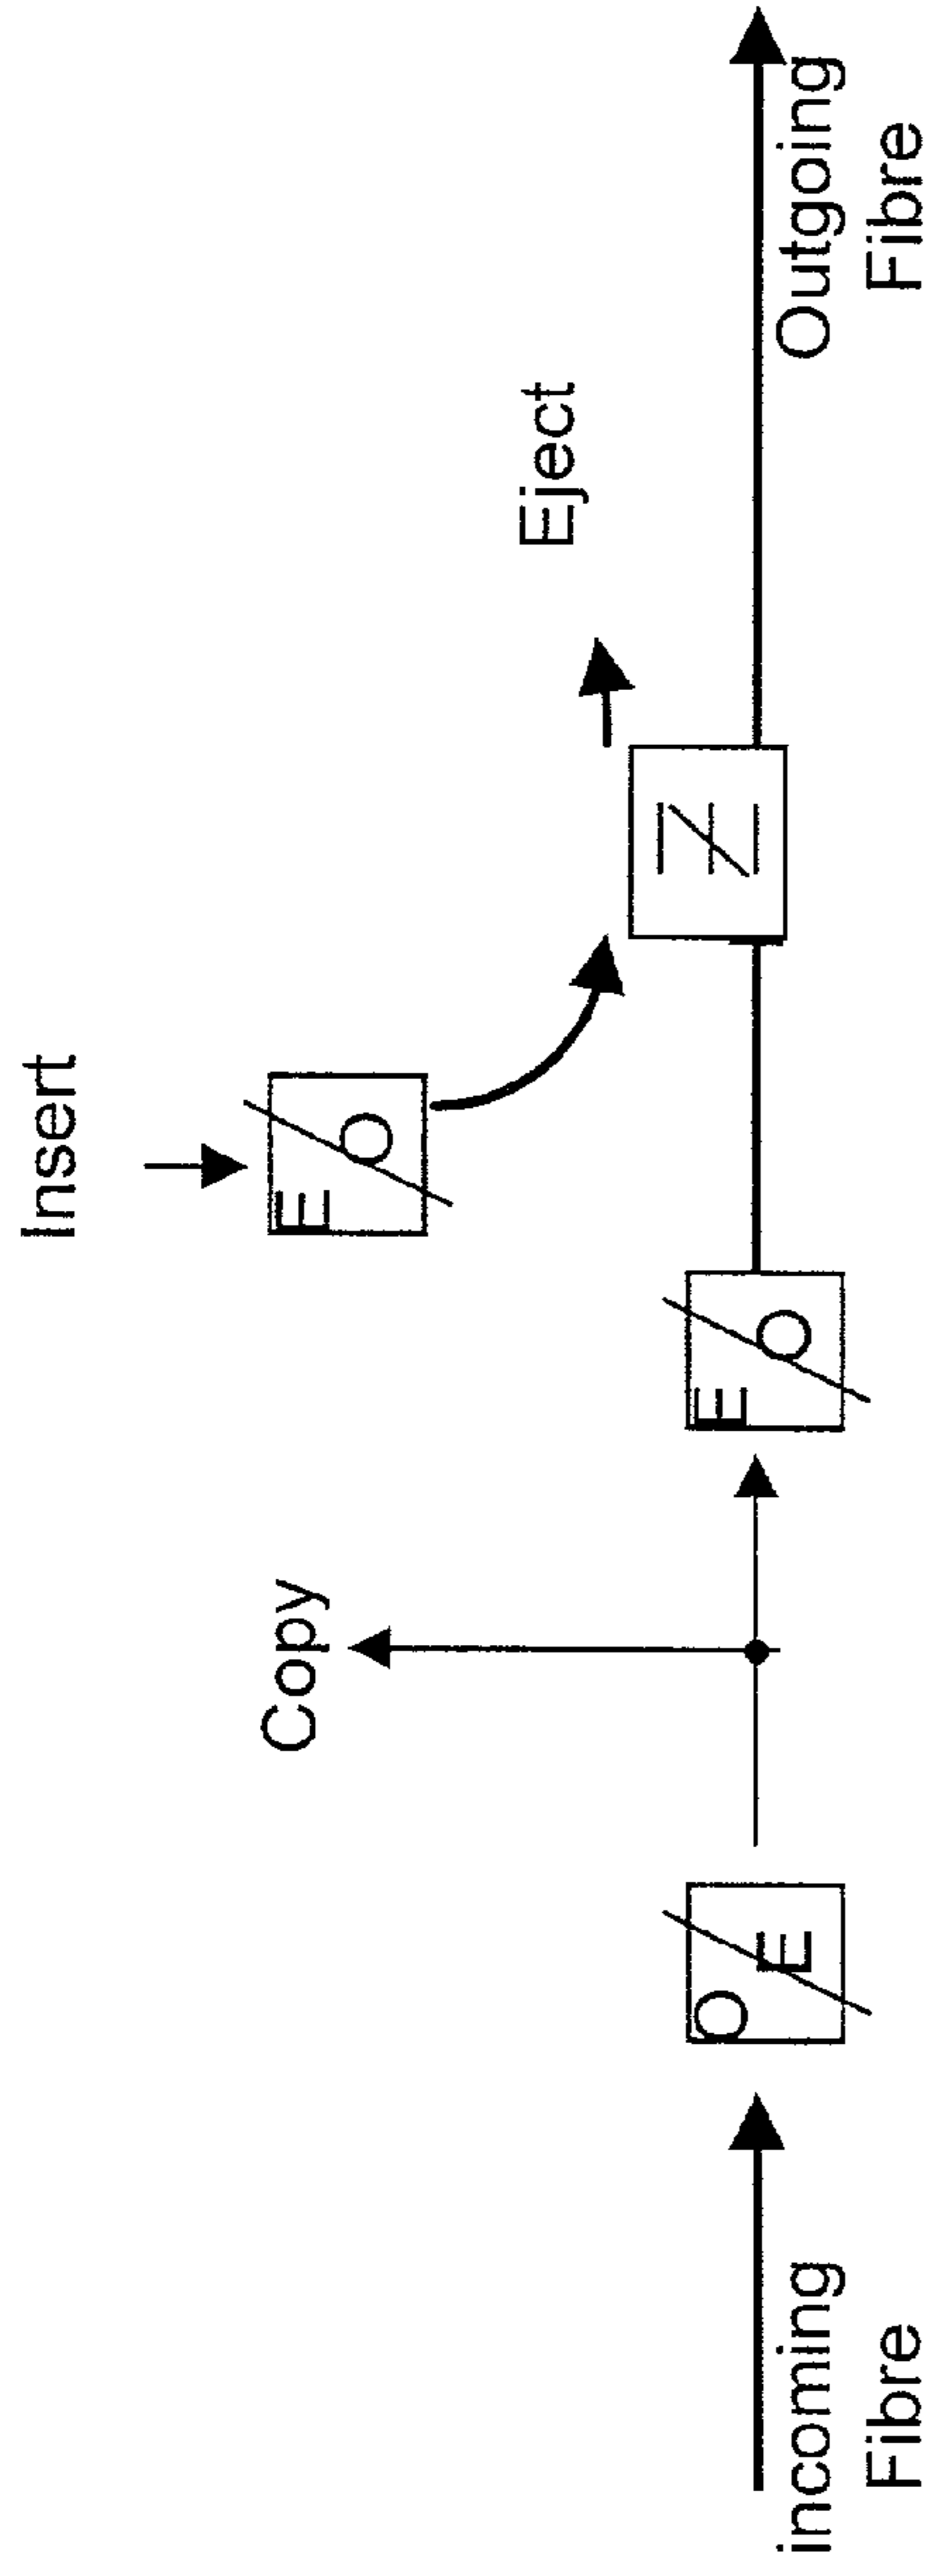 Insert
E
O
Copy
Eject
O
E
E
O
incoming
Fibre
Outgoing
Fibre